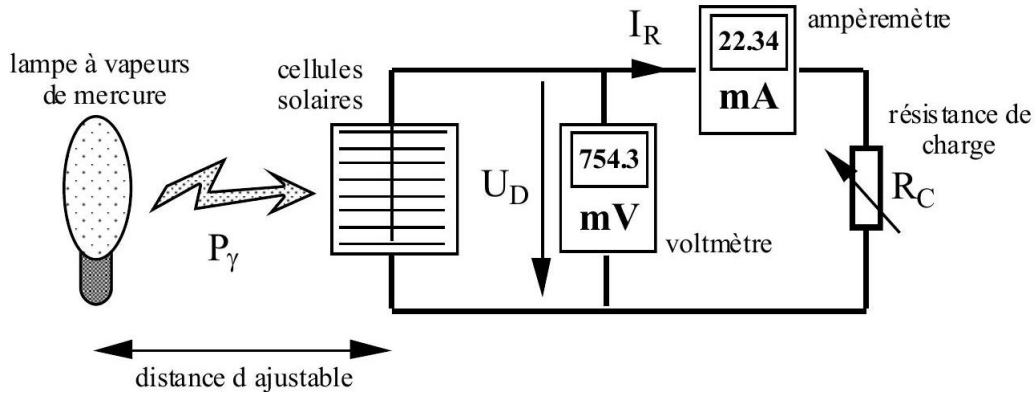 lampe à vapeurs
de mercure
P_γ
distance d ajustable
cellules
solaires
U_D
I_R
754.3
mV
voltmètre
22.34
mA
ampèremètre
résistance de
charge
R_C